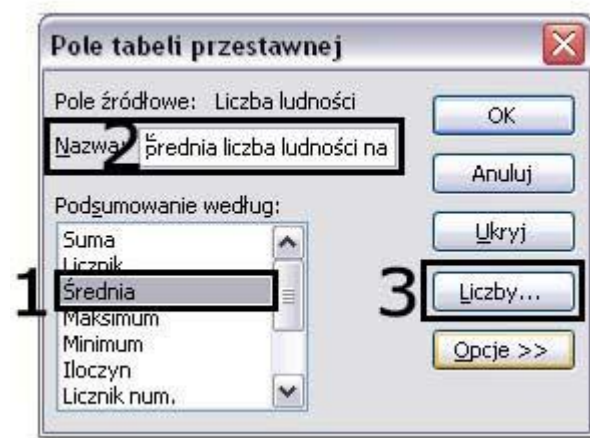 Pole tabeli przestawnej
Pole źródłowe: Liczba ludności
OK
Nazwa: Średnia liczba ludności na
2
Anuluj
Podsumowanie według:
Ukryj
Suma
Licznik
1
Średnia
3
Liczby...
Maksimum
Minimum
Opcje >>
Iloczyn
Licznik num.